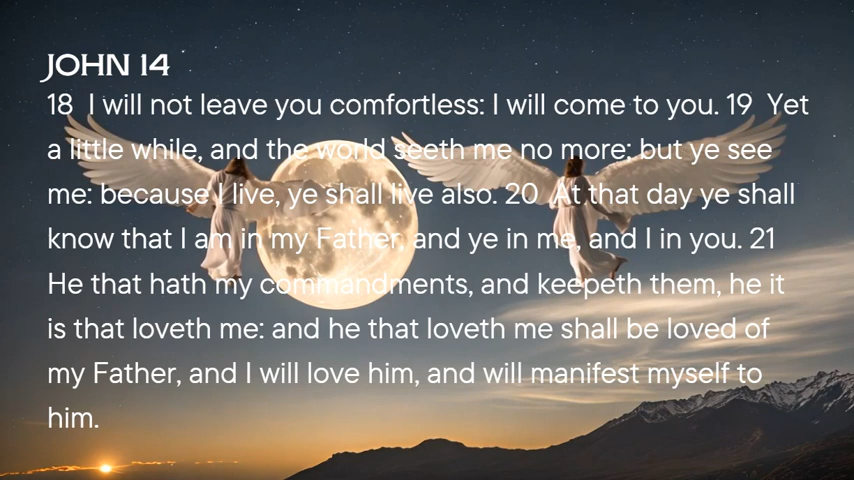 JOHN 14
18 I will not leave you comfortless: I will come to you. 19 Yet
a little while, and the world seeth me no more; but ye see
me: because I live, ye shall live also. 20 At that day ye shall
know that I am in my Father, and ye in me, and I in you. 21
He that hath my commandments, and keepeth them, he it
is that loveth me: and he that loveth me shall be loved of
my Father, and I will love him, and will manifest myself to
him.